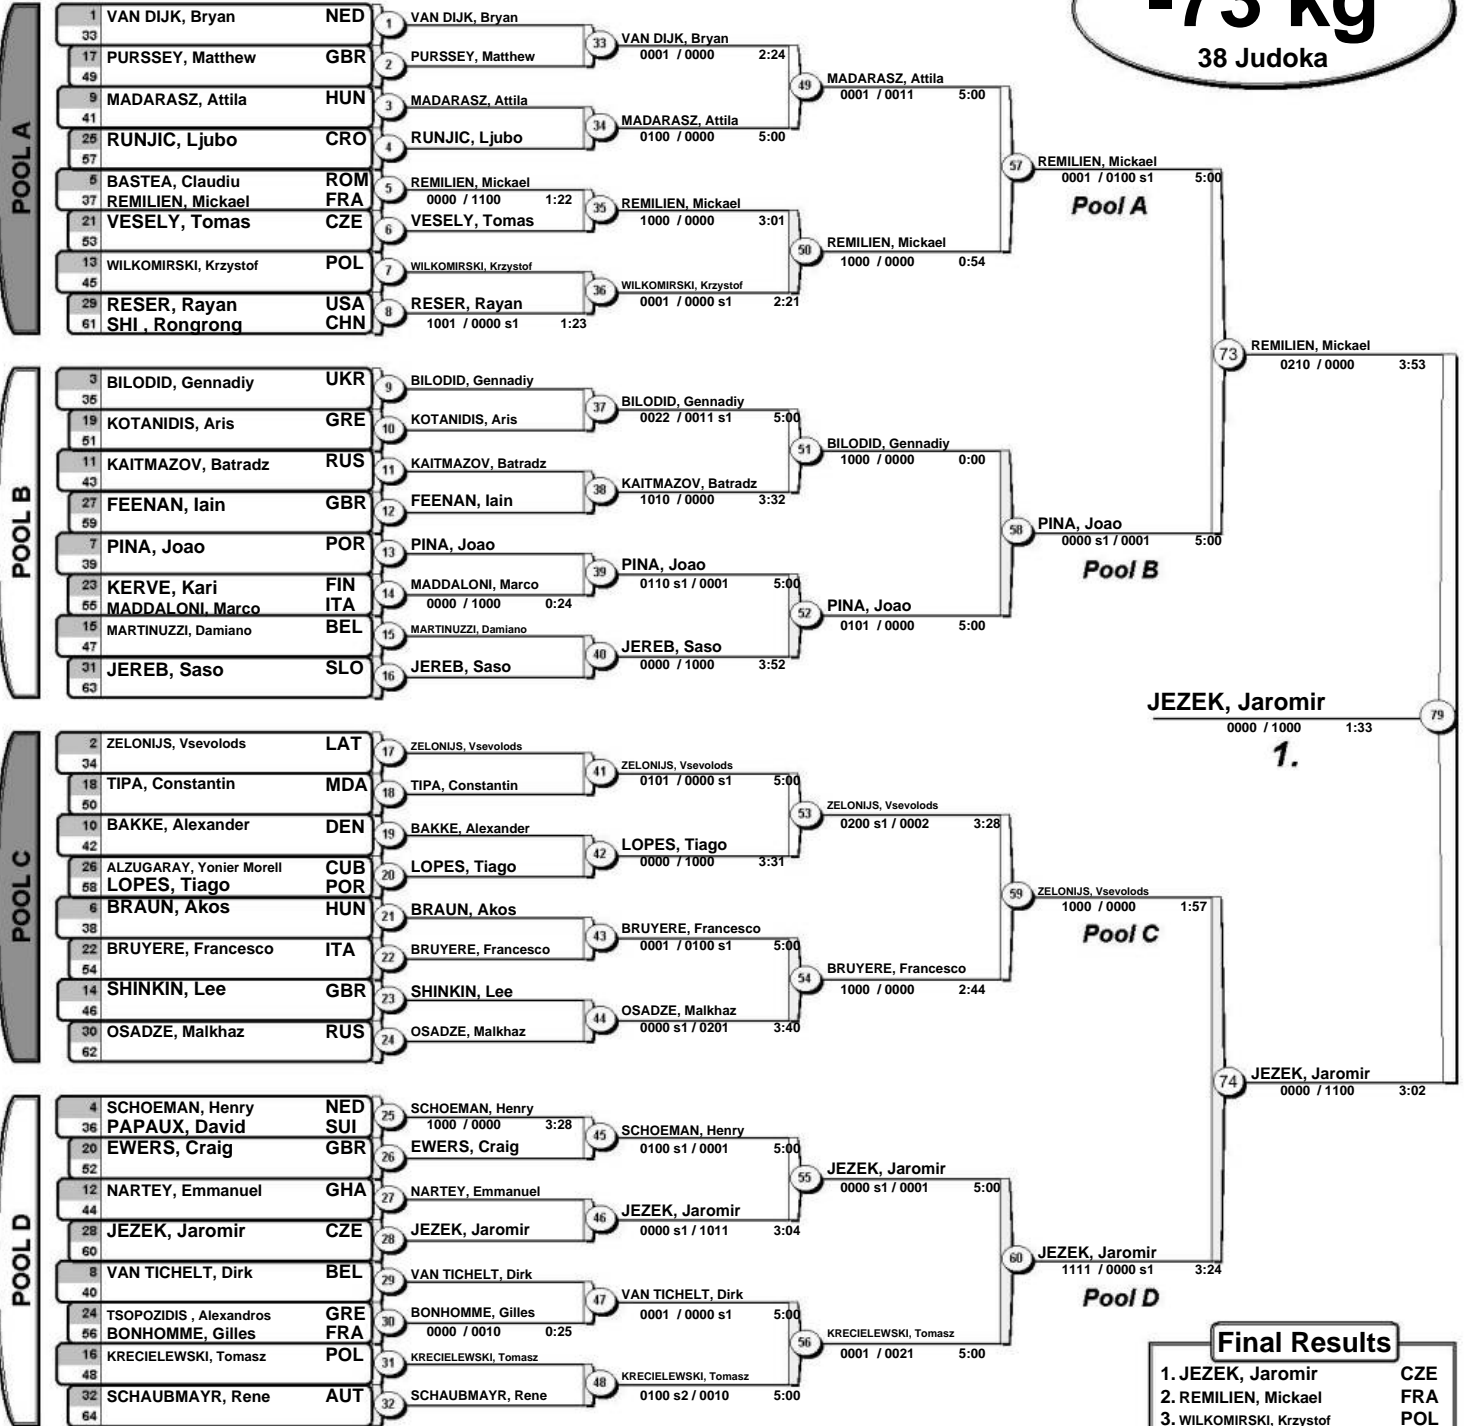 -73 kg
38 Judoka
POOL A
1 VAN DIJK, Bryan NED
33
17 PURSSEY, Matthew GBR
49
9 MADARASZ, Attila HUN
41
25 RUNJIC, Ljubo CRO
57
5 BASTEA, Claudiu ROM
37 REMILIEN, Mickael FRA
21 VESELY, Tomas CZE
53
13 WILKOMIRSKI, Krzystof POL
45
29 RESER, Rayan USA
61 SHI , Rongrong CHN
1 VAN DIJK, Bryan
2 PURSSEY, Matthew
3 MADARASZ, Attila
4 RUNJIC, Ljubo
5 REMILIEN, Mickael
0000 / 1100 1:22
6 VESELY, Tomas
7 WILKOMIRSKI, Krzystof
8 RESER, Rayan
1001 / 0000 s1 1:23
33 VAN DIJK, Bryan
0001 / 0000 2:24
34 MADARASZ, Attila
0100 / 0000 5:00
35 REMILIEN, Mickael
1000 / 0000 3:01
36 WILKOMIRSKI, Krzystof
0001 / 0000 s1 2:21
49 MADARASZ, Attila
0001 / 0011 5:00
50 REMILIEN, Mickael
1000 / 0000 0:54
57 REMILIEN, Mickael
0001 / 0100 s1 5:00
Pool A
POOL B
3 BILODID, Gennadiy UKR
35
19 KOTANIDIS, Aris GRE
51
11 KAITMAZOV, Batradz RUS
43
27 FEENAN, Iain GBR
59
7 PINA, Joao POR
39
23 KERVE, Kari FIN
55 MADDALONI, Marco ITA
15 MARTINUZZI, Damiano BEL
47
31 JEREB, Saso SLO
63
9 BILODID, Gennadiy
10 KOTANIDIS, Aris
11 KAITMAZOV, Batradz
12 FEENAN, Iain
13 PINA, Joao
14 MADDALONI, Marco
0000 / 1000 0:24
15 MARTINUZZI, Damiano
16 JEREB, Saso
37 BILODID, Gennadiy
0022 / 0011 s1 5:00
38 KAITMAZOV, Batradz
1010 / 0000 3:32
39 PINA, Joao
0110 s1 / 0001 5:00
40 JEREB, Saso
0000 / 1000 3:52
51 BILODID, Gennadiy
1000 / 0000 0:00
52 PINA, Joao
0101 / 0000 5:00
58 PINA, Joao
0000 s1 / 0001 5:00
Pool B
73 REMILIEN, Mickael
0210 / 0000 3:53
JEZEK, Jaromir
79
0000 / 1000 1:33
1.
POOL C
2 ZELONIJS, Vsevolods LAT
34
18 TIPA, Constantin MDA
50
10 BAKKE, Alexander DEN
42
26 ALZUGARAY, Yonier Morell CUB
58 LOPES, Tiago POR
6 BRAUN, Akos HUN
38
22 BRUYERE, Francesco ITA
54
14 SHINKIN, Lee GBR
46
30 OSADZE, Malkhaz RUS
62
17 ZELONIJS, Vsevolods
18 TIPA, Constantin
19 BAKKE, Alexander
20 LOPES, Tiago
21 BRAUN, Akos
22 BRUYERE, Francesco
23 SHINKIN, Lee
24 OSADZE, Malkhaz
41 ZELONIJS, Vsevolods
0101 / 0000 s1 5:00
42 LOPES, Tiago
0000 / 1000 3:31
43 BRUYERE, Francesco
0001 / 0100 s1 5:00
44 OSADZE, Malkhaz
0000 s1 / 0201 3:40
53 ZELONIJS, Vsevolods
0200 s1 / 0002 3:28
54 BRUYERE, Francesco
1000 / 0000 2:44
59 ZELONIJS, Vsevolods
1000 / 0000 1:57
Pool C
POOL D
4 SCHOEMAN, Henry NED
36 PAPAUX, David SUI
20 EWERS, Craig GBR
52
12 NARTEY, Emmanuel GHA
44
28 JEZEK, Jaromir CZE
60
8 VAN TICHELT, Dirk BEL
40
24 TSOPOZIDIS , Alexandros GRE
56 BONHOMME, Gilles FRA
16 KRECIELEWSKI, Tomasz POL
48
32 SCHAUBMAYR, Rene AUT
64
25 SCHOEMAN, Henry
1000 / 0000 3:28
26 EWERS, Craig
27 NARTEY, Emmanuel
28 JEZEK, Jaromir
29 VAN TICHELT, Dirk
30 BONHOMME, Gilles
0000 / 0010 0:25
31 KRECIELEWSKI, Tomasz
32 SCHAUBMAYR, Rene
45 SCHOEMAN, Henry
0100 s1 / 0001 5:00
46 JEZEK, Jaromir
0000 s1 / 1011 3:04
47 VAN TICHELT, Dirk
0001 / 0000 s1 5:00
48 KRECIELEWSKI, Tomasz
0100 s2 / 0010 5:00
55 JEZEK, Jaromir
0000 s1 / 0001 5:00
56 KRECIELEWSKI, Tomasz
0001 / 0021 5:00
60 JEZEK, Jaromir
1111 / 0000 s1 3:24
Pool D
74 JEZEK, Jaromir
0000 / 1100 3:02
Final Results
1. JEZEK, Jaromir CZE
2. REMILIEN, Mickael FRA
3. WILKOMIRSKI, Krzystof POL